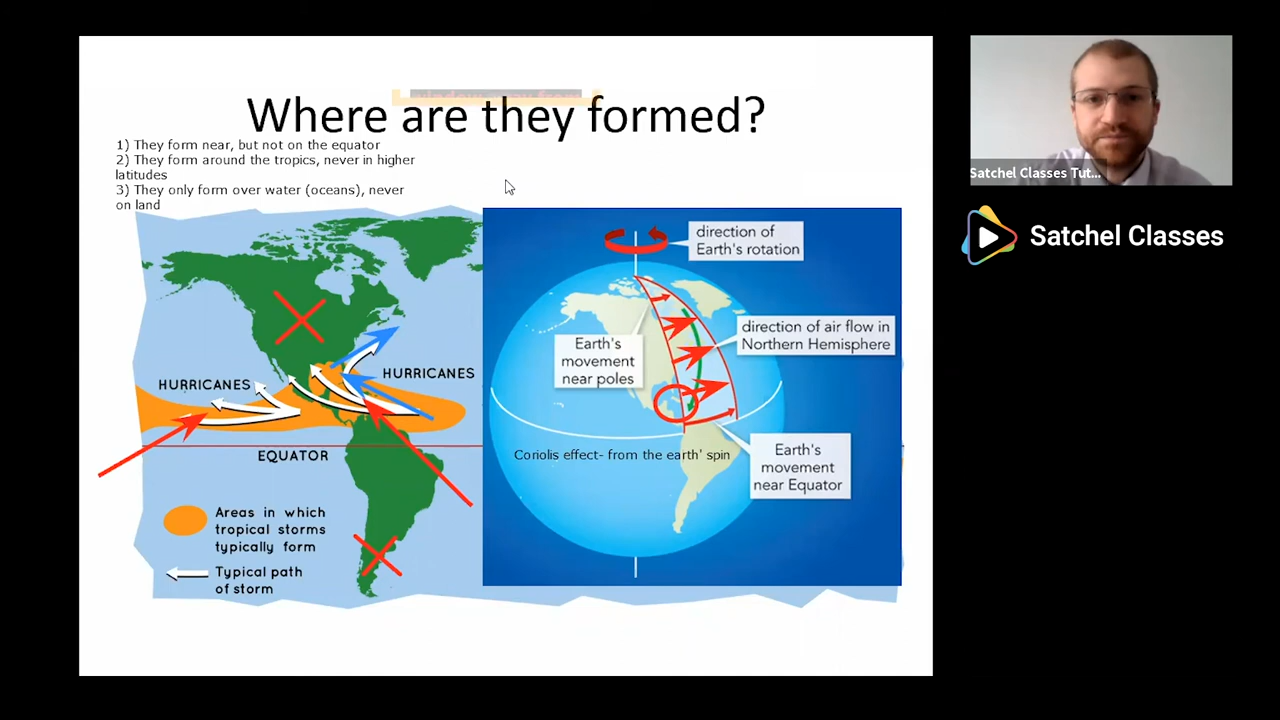 Where are they formed?
1) They form near, but not on the equator
2) They form around the tropics, never in higher
latitudes
3) They only form over water (oceans), never
on land
HURRICANES
HURRICANES
EQUATOR
Areas in which
tropical storms
typically form
Typical path
of storm
direction of
Earth's rotation
direction of air flow in
Northern Hemisphere
Earth's
movement
near poles
Coriolis effect- from the earth' spin
Earth's
movement
near Equator
Satchel Classes Tut...
Satchel Classes